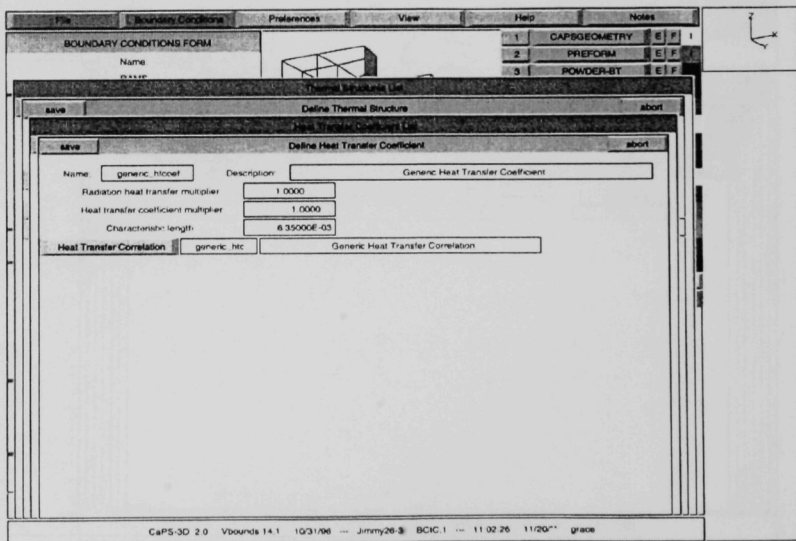 File Boundary Conditions Preferences View Help Notes
BOUNDARY CONDITIONS FORM
Name
1 CAPSGEOMETRY E F I
2 PREFORM E F
3 POWDER-BT E F
Z
X
Y
Thermal Structures List
save Define Thermal Structure abort
Heat Transfer Coefficient List
save Define Heat Transfer Coefficient abort
Name: generic_htcoef Description: Generic Heat Transfer Coefficient
Radiation heat transfer multiplier 1.0000
Heat transfer coefficient multiplier 1.0000
Characteristic length 6.35000E-03
Heat Transfer Correlation generic_htc Generic Heat Transfer Correlation
CaPS-3D 2.0 Vbounds 14.1 10/31/96 --- Jimmy26-3 BCIC.1 --- 11:02:26 grace